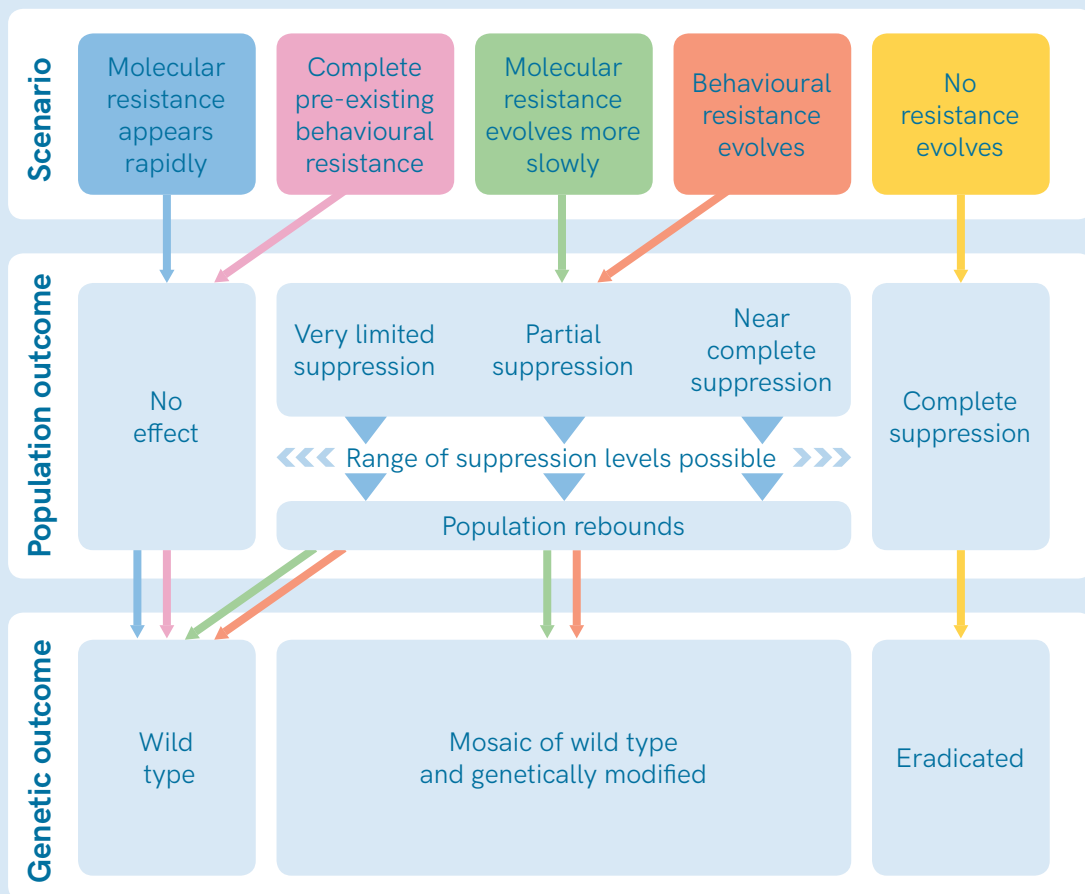 Scenario
Molecular
resistance
appears
rapidly
Complete
pre-existing
behavioural
resistance
Molecular
resistance
evolves more
slowly
Behavioural
resistance
evolves
No
resistance
evolves
Population outcome
No
effect
Very limited
suppression
Partial
suppression
Near
complete
suppression
Range of suppression levels possible
Population rebounds
Complete
suppression
Genetic outcome
Wild
type
Mosaic of wild type
and genetically modified
Eradicated